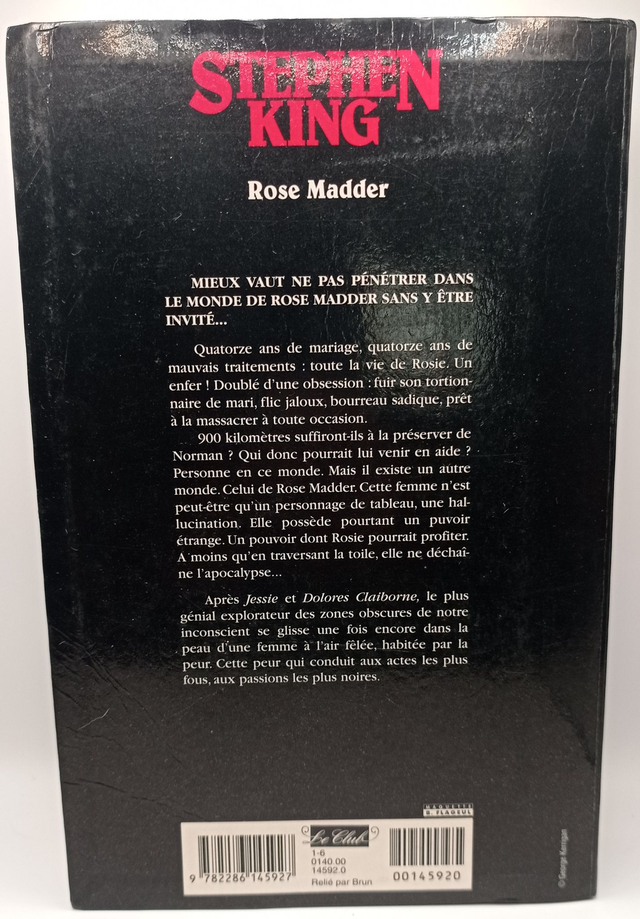 STEPHEN
KING
Rose Madder
MIEUX VAUT NE PAS PÉNÉTRER DANS
LE MONDE DE ROSE MADDER SANS Y ÊTRE
INVITÉ...
Quatorze ans de mariage, quatorze ans de
mauvais traitements : toute la vie de Rosie. Un
enfer ! Doublé d'une obsession : fuir son tortion-
naire de mari, flic jaloux, bourreau sadique, prêt
à la massacrer à toute occasion.
900 kilomètres suffiront-ils à la préserver de
Norman ? Qui donc pourrait lui venir en aide ?
Personne en ce monde. Mais il existe un autre
monde. Celui de Rose Madder. Cette femme n'est
peut-être qu'un personnage de tableau, une hal-
lucination. Elle possède pourtant un puvoir
étrange. Un pouvoir dont Rosie pourrait profiter.
A moins qu'en traversant la toile, elle ne déchaî-
ne l'apocalypse...
Après Jessie et Dolores Claiborne, le plus
génial explorateur des zones obscures de notre
inconscient se glisse une fois encore dans la
peau d'une femme à l'air fêlée, habitée par la
peur. Cette peur qui conduit aux actes les plus
fous, aux passions les plus noires.
MAQUETTE
S. FLAGEUL
© George Kerrigan
Le Club
1-6
0140.00
14592.0
Relié par Brun
9 782286 145927
00145920